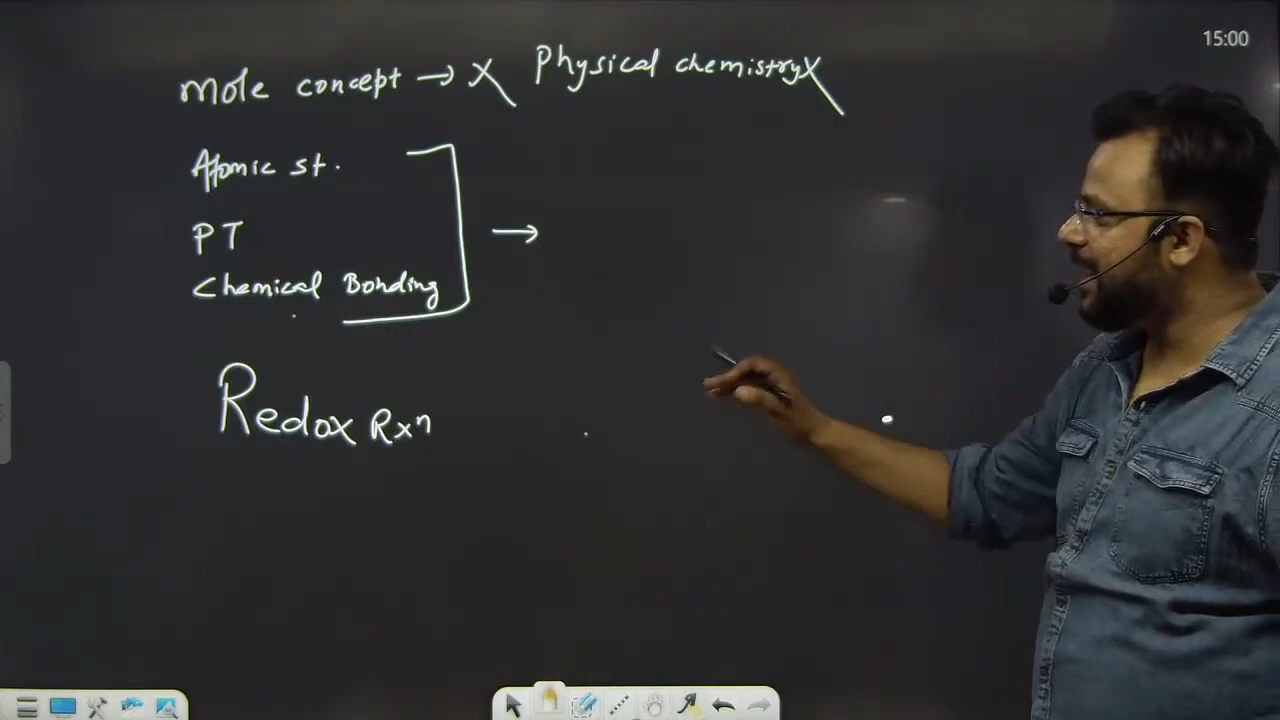 mole concept → X Physical chemistry X
Atomic st.
PT
Chemical Bonding
→
Redox Rxn
15:00